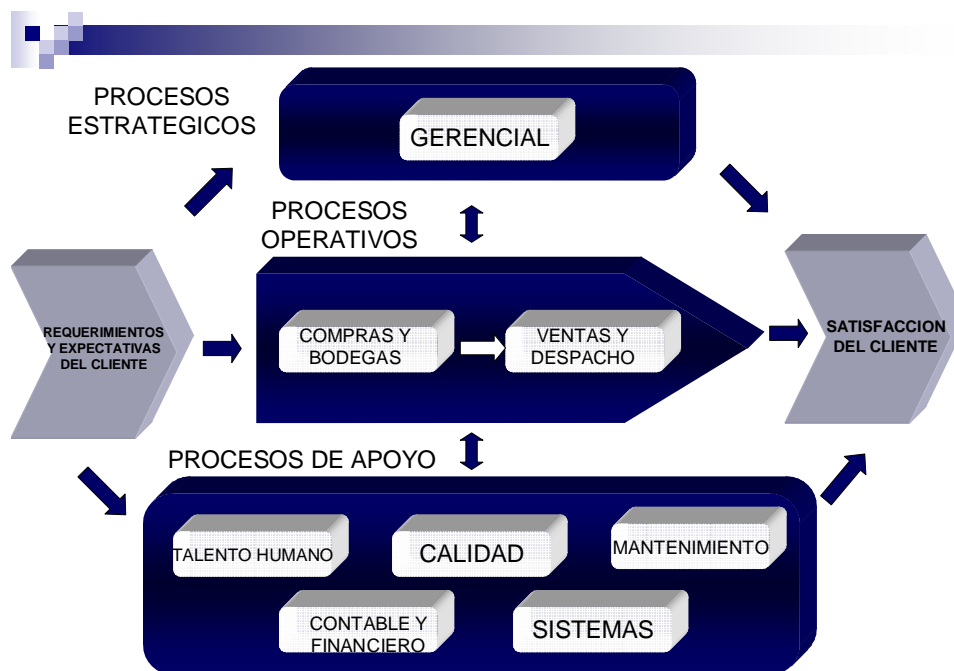 PROCESOS
ESTRATEGICOS
GERENCIAL
PROCESOS
OPERATIVOS
REQUERIMIENTOS
Y EXPECTATIVAS
DEL CLIENTE
COMPRAS Y
BODEGAS
VENTAS Y
DESPACHO
SATISFACCION
DEL CLIENTE
PROCESOS DE APOYO
TALENTO HUMANO
CALIDAD
MANTENIMIENTO
CONTABLE Y
FINANCIERO
SISTEMAS